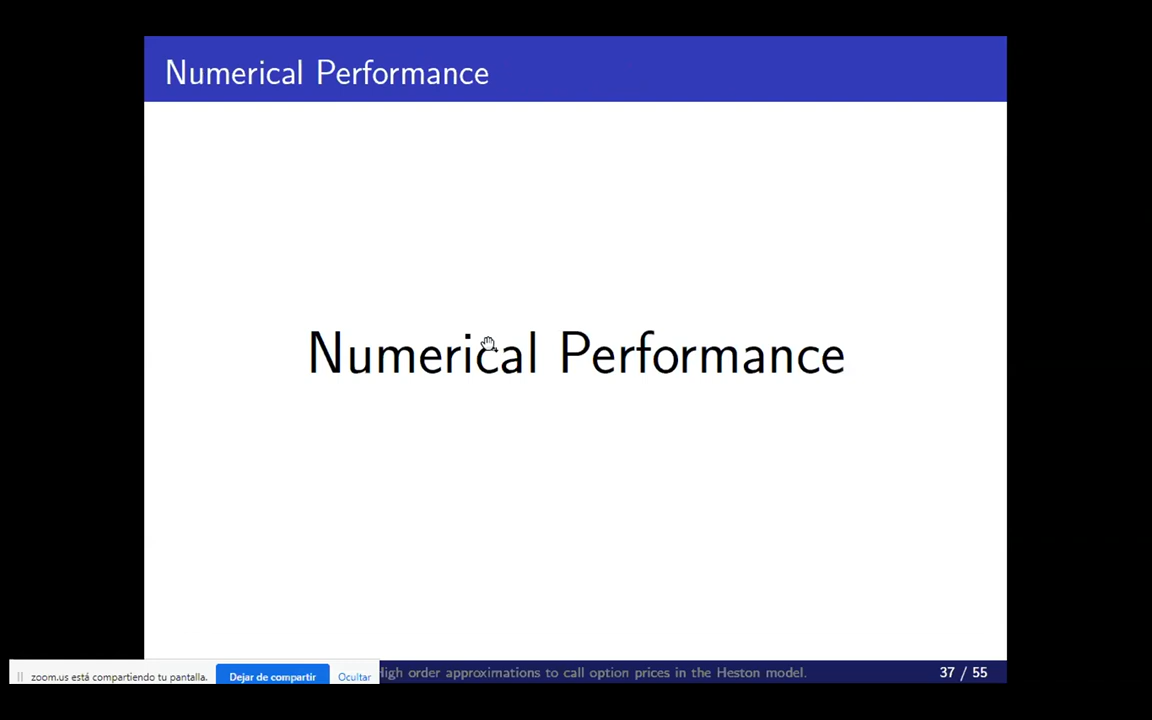 Numerical Performance
Numerical Performance
zoom.us está compartiendo tu pantalla. Dejar de compartir Ocultar
High order approximations to call option prices in the Heston model. 37 / 55